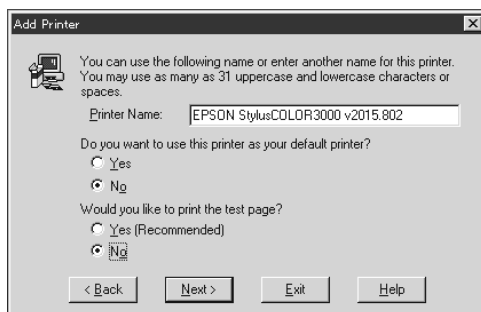 Add Printer
You can use the following name or enter another name for this printer.
You may use as many as 31 uppercase and lowercase characters or
spaces.
Printer Name: EPSON StylusCOLOR3000 v2015.802
Do you want to use this printer as your default printer?
Yes
No
Would you like to print the test page?
Yes (Recommended)
No
< Back Next > Exit Help